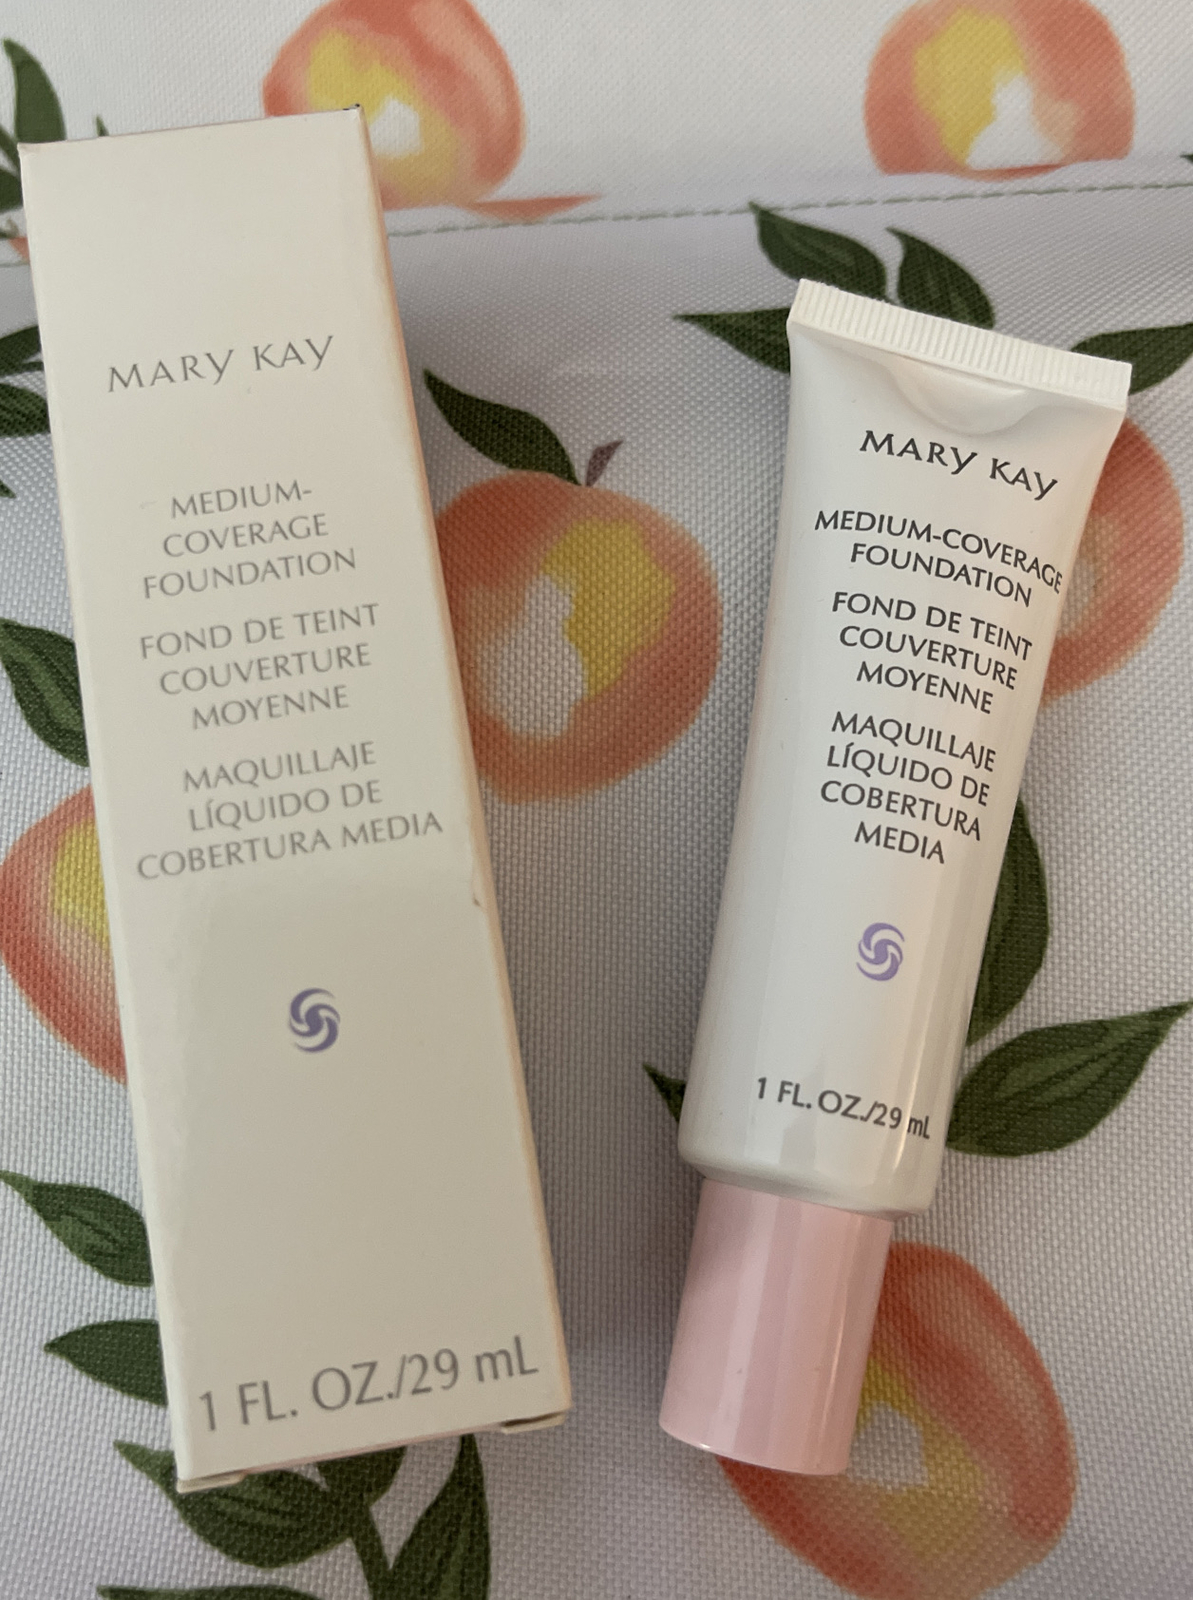 MARY KAY
MEDIUM-
COVERAGE
FOUNDATION
FOND DE TEINT
COUVERTURE
MOYENNE
MAQUILLAJE
LÍQUIDO DE
COBERTURA MEDIA
1 FL. OZ./29 mL
MARY KAY
MEDIUM-COVERAGE
FOUNDATION
FOND DE TEINT
COUVERTURE
MOYENNE
MAQUILLAJE
LÍQUIDO DE
COBERTURA
MEDIA
1 FL. OZ./29 mL